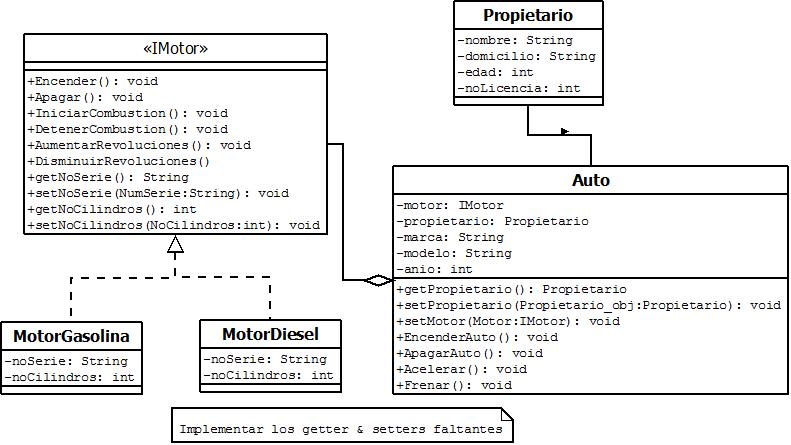 Propietario
-nombre: String
-domicilio: String
-edad: int
-noLicencia: int
«IMotor»
+Encender(): void
+Apagar(): void
+IniciarCombustion(): void
+DetenerCombustion(): void
+AumentarRevoluciones(): void
+DisminuirRevoluciones()
+getNoSerie(): String
+setNoSerie(NumSerie:String): void
+getNoCilindros(): int
+setNoCilindros(NoCilindros:int): void
Auto
-motor: IMotor
-propietario: Propietario
-marca: String
-modelo: String
-anio: int
+getPropietario(): Propietario
+setPropietario(Propietario_obj:Propietario): void
+setMotor(Motor:IMotor): void
+EncenderAuto(): void
+ApagarAuto(): void
+Acelerar(): void
+Frenar(): void
MotorGasolina
-noSerie: String
-noCilindros: int
MotorDiesel
-noSerie: String
-noCilindros: int
Implementar los getter & setters faltantes